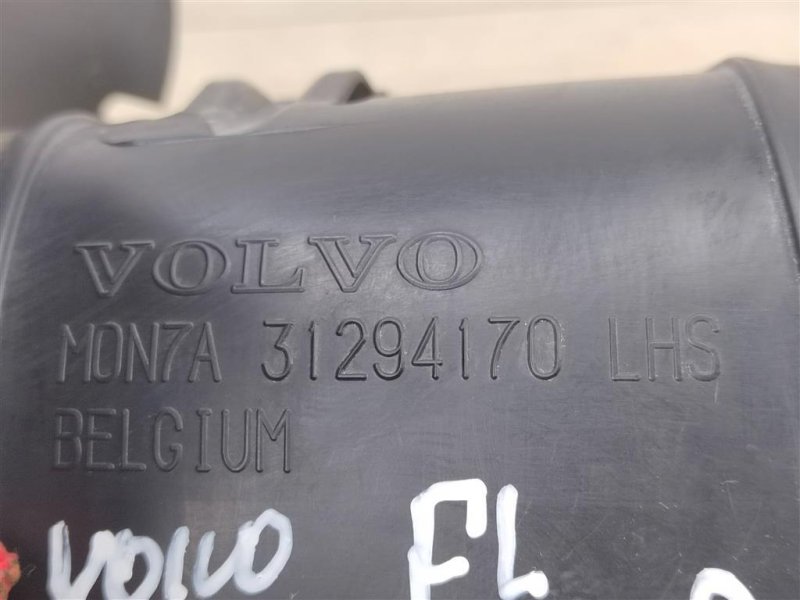 VOLVO
MON7A 31294170 LHS
BELGIUM
VOLVO FL